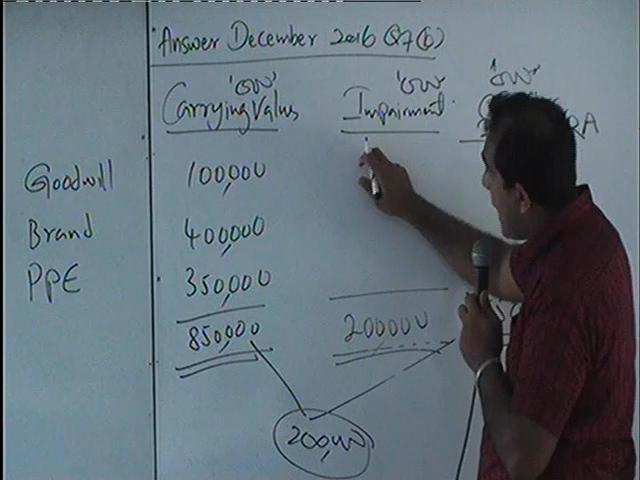 Answer December 2016 Q7(b)
'000' '000' '000'
Carrying Value Impairment RA
Goodwill 100,000
Brand 400,000
PPE 350,000
850,000 200000
200,000